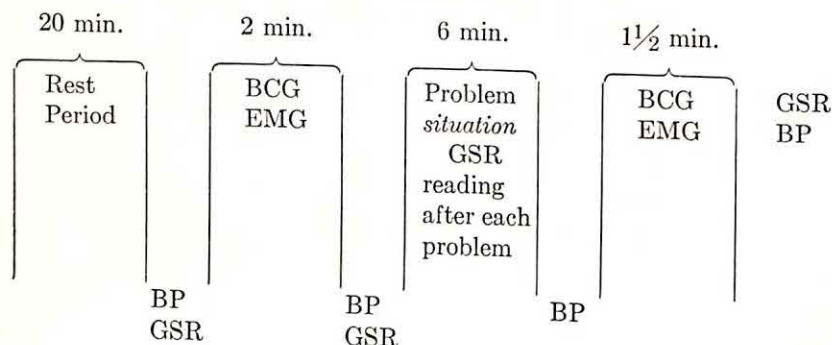 20 min.
2 min.
6 min.
1½ min.
Rest
Period
BP
GSR
BCG
EMG
BP
GSR
Problem
situation
GSR
reading
after each
problem
BP
BCG
EMG
GSR
BP